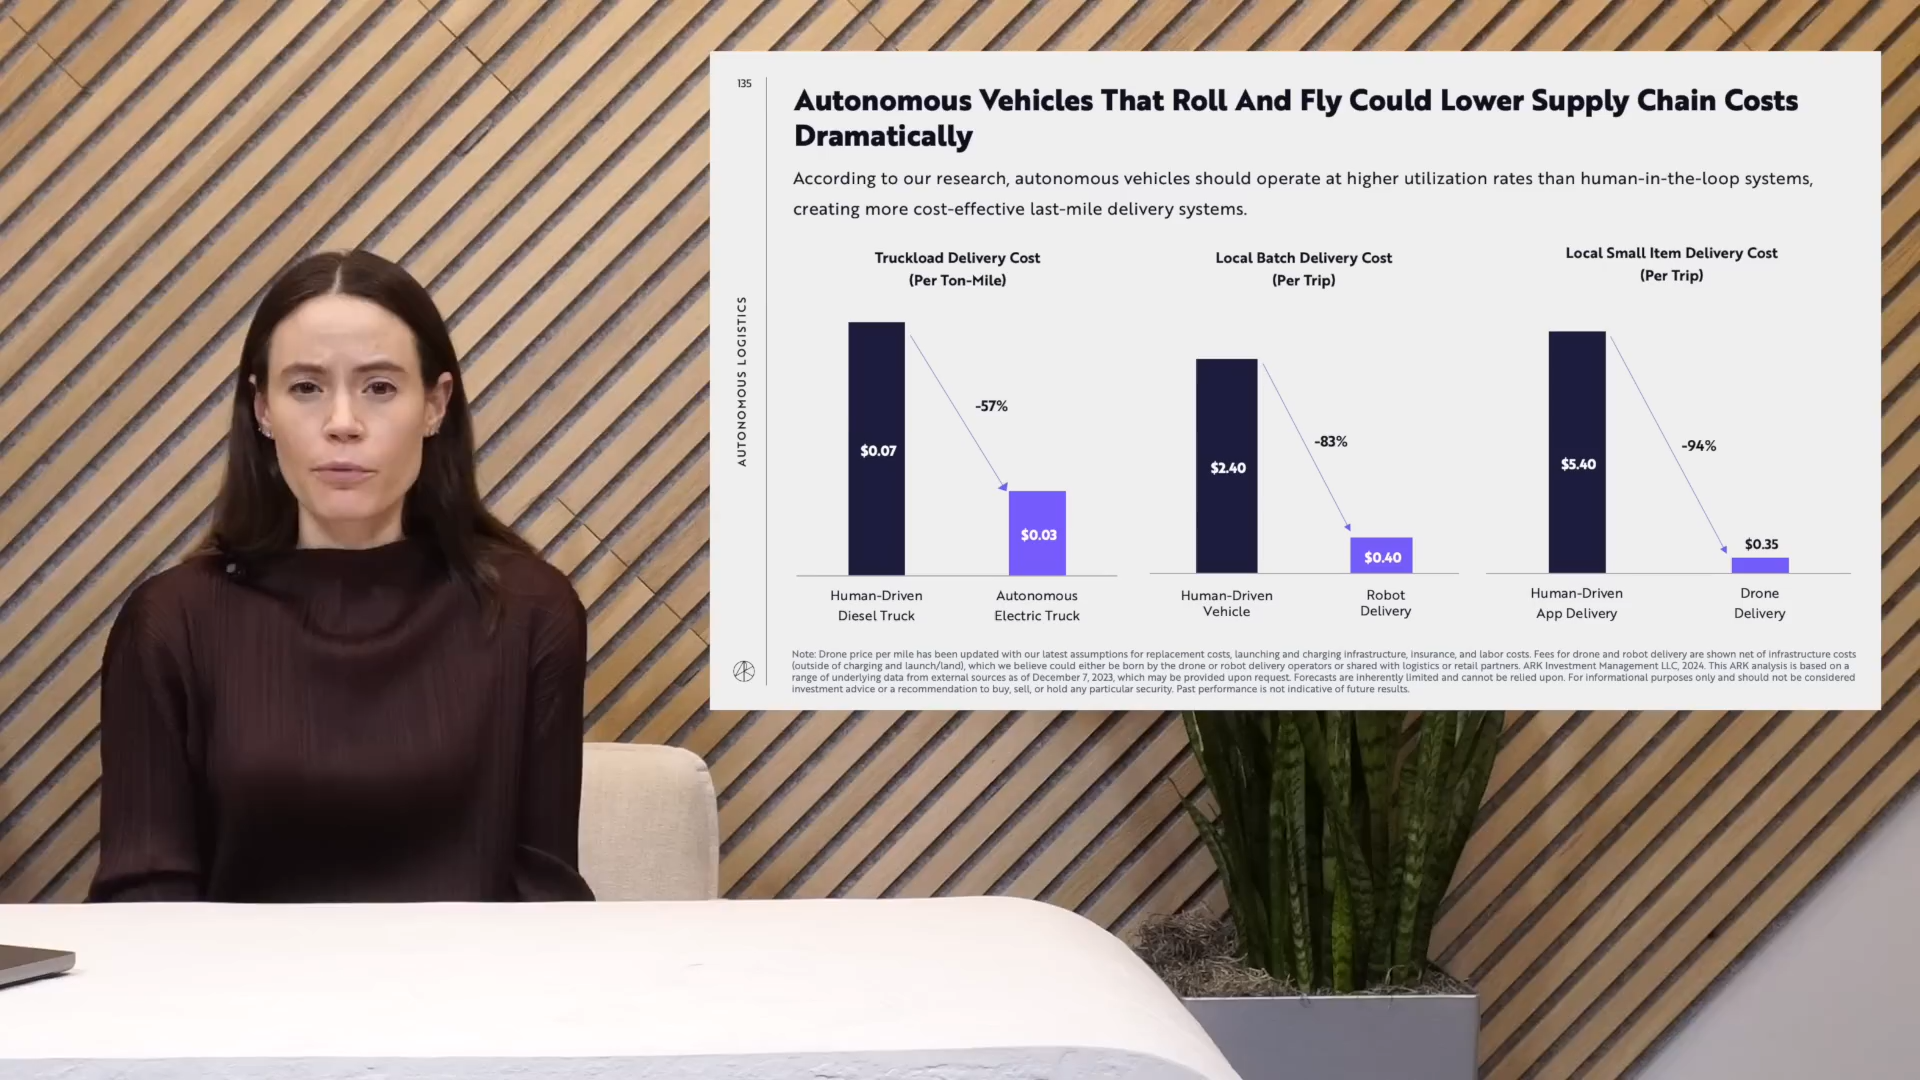 135
Autonomous Vehicles That Roll And Fly Could Lower Supply Chain Costs
Dramatically
According to our research, autonomous vehicles should operate at higher utilization rates than human-in-the-loop systems,
creating more cost-effective last-mile delivery systems.
AUTONOMOUS LOGISTICS
Truckload Delivery Cost
(Per Ton-Mile)
$0.07
-57%
$0.03
Human-Driven
Diesel Truck
Autonomous
Electric Truck
Local Batch Delivery Cost
(Per Trip)
$2.40
-83%
$0.40
Human-Driven
Vehicle
Robot
Delivery
Local Small Item Delivery Cost
(Per Trip)
$5.40
-94%
$0.35
Human-Driven
App Delivery
Drone
Delivery
Note: Drone price per mile has been updated with our latest assumptions for replacement costs, launching and charging infrastructure, insurance, and labor costs. Fees for drone and robot delivery are shown net of infrastructure costs
(outside of charging and launch/land), which we believe could either be born by the drone or robot delivery operators or shared with logistics or retail partners. ARK Investment Management LLC, 2024. This ARK analysis is based on a
range of underlying data from external sources as of December 7, 2023, which may be provided upon request. Forecasts are inherently limited and cannot be relied upon. For informational purposes only and should not be considered
investment advice or a recommendation to buy, sell, or hold any particular security. Past performance is not indicative of future results.